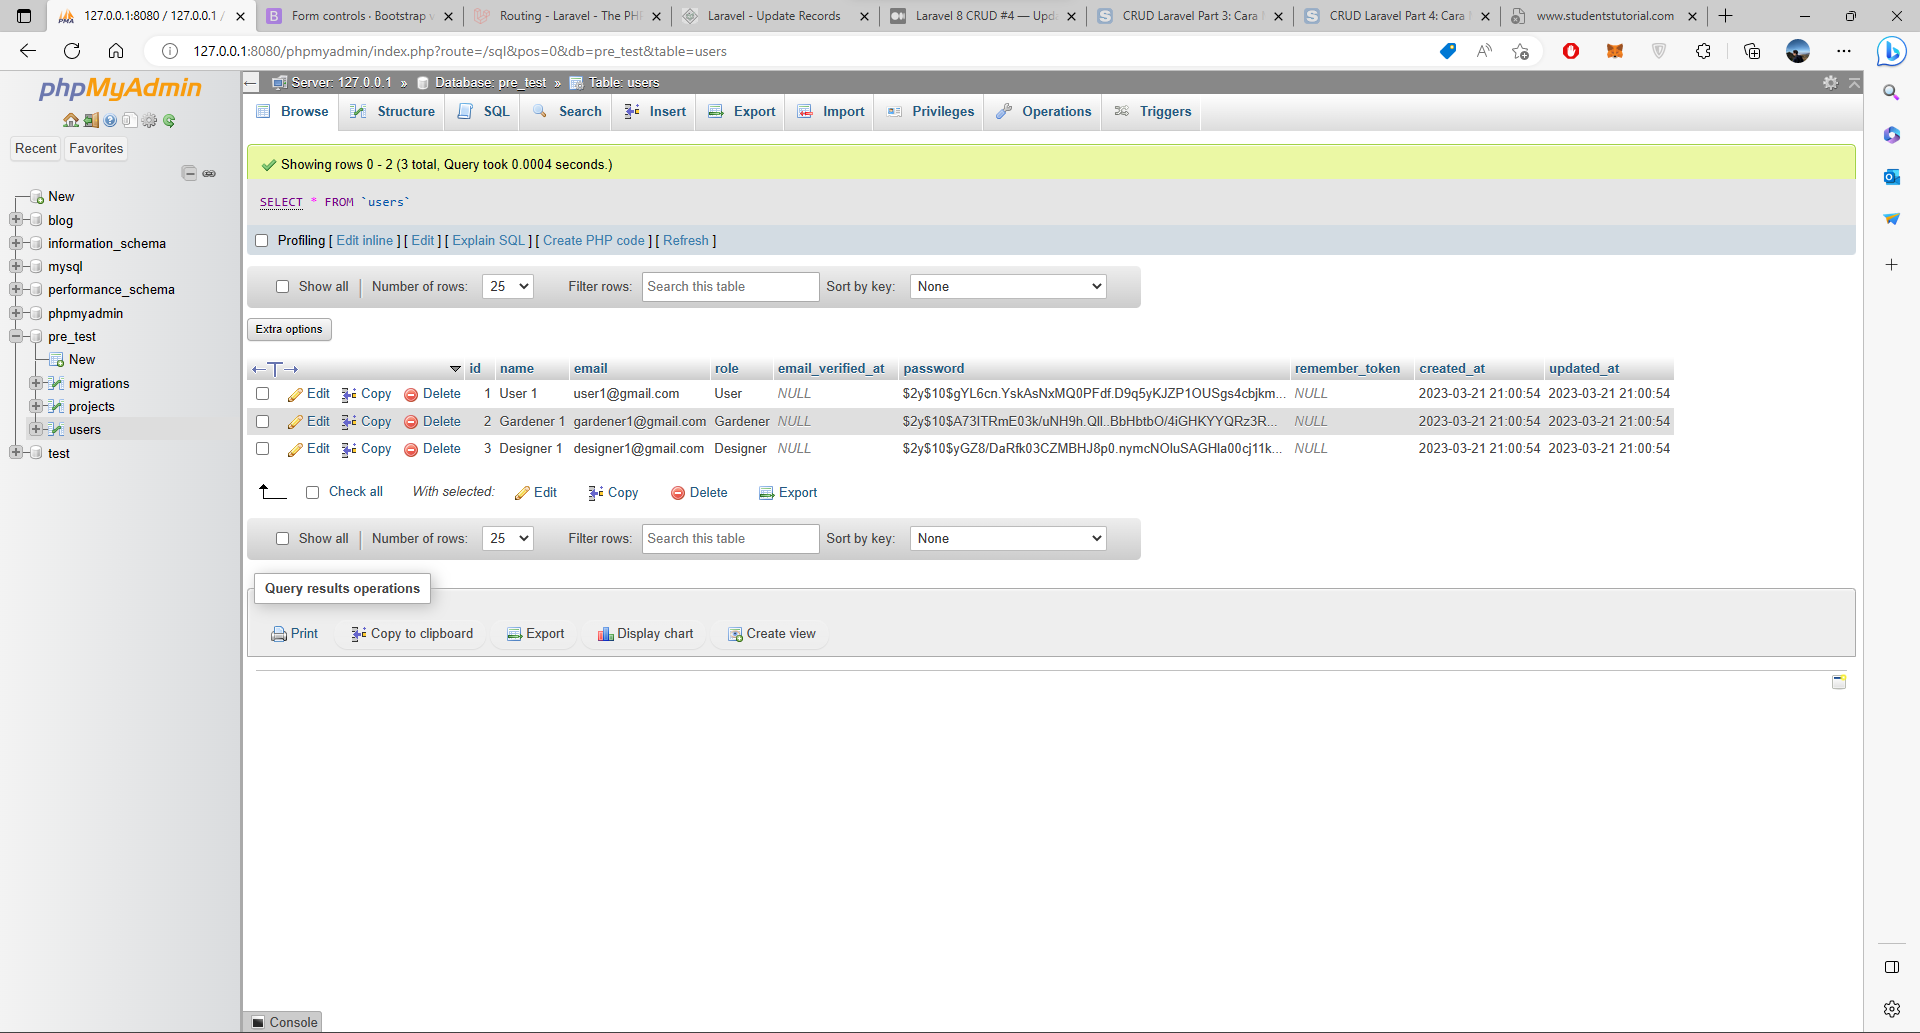 127.0.0.1:8080 / 127.0.0.1 /
Form controls · Bootstrap v
Routing - Laravel - The PH
Laravel - Update Records
Laravel 8 CRUD #4 — Upd
CRUD Laravel Part 3: Cara
CRUD Laravel Part 4: Cara
www.studentstutorial.com
127.0.0.1:8080/phpmyadmin/index.php?route=/sql&pos=0&db=pre_test&table=users
phpMyAdmin
Recent Favorites
New
blog
information_schema
mysql
performance_schema
phpmyadmin
pre_test
New
migrations
projects
users
test
Server: 127.0.0.1 » Database: pre_test » Table: users
Browse Structure SQL Search Insert Export Import Privileges Operations Triggers
Showing rows 0 - 2 (3 total, Query took 0.0004 seconds.)
SELECT * FROM `users`
Profiling [ Edit inline ] [ Edit ] [ Explain SQL ] [ Create PHP code ] [ Refresh ]
Show all Number of rows: 25 Filter rows: Search this table Sort by key: None
Extra options
id name email role email_verified_at password remember_token created_at updated_at
Edit Copy Delete 1 User 1 user1@gmail.com User NULL $2y$10$gYL6cn.YskAsNxMQ0PFdf.D9q5yKJZP1OUSgs4cbjkm... NULL 2023-03-21 21:00:54 2023-03-21 21:00:54
Edit Copy Delete 2 Gardener 1 gardener1@gmail.com Gardener NULL $2y$10$A73ITRmE03k/uNH9h.Qll..BbHbtbO/4iGHKYYQRz3R... NULL 2023-03-21 21:00:54 2023-03-21 21:00:54
Edit Copy Delete 3 Designer 1 designer1@gmail.com Designer NULL $2y$10$yGZ8/DaRfk03CZMBHJ8p0.nymcNOluSAGHla00cj11k... NULL 2023-03-21 21:00:54 2023-03-21 21:00:54
Check all With selected: Edit Copy Delete Export
Show all Number of rows: 25 Filter rows: Search this table Sort by key: None
Query results operations
Print Copy to clipboard Export Display chart Create view
Console